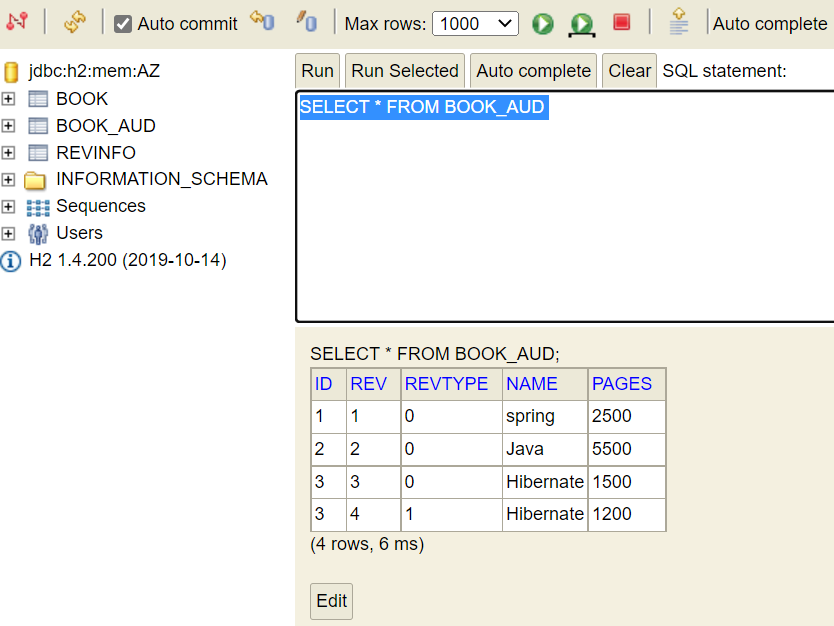 Auto commit Max rows: 1000 Auto complete
jdbc:h2:mem:AZ
BOOK
BOOK_AUD
REVINFO
INFORMATION_SCHEMA
Sequences
Users
H2 1.4.200 (2019-10-14)
Run Run Selected Auto complete Clear SQL statement:
SELECT * FROM BOOK_AUD
SELECT * FROM BOOK_AUD;
ID REV REVTYPE NAME PAGES
1 1 0 spring 2500
2 2 0 Java 5500
3 3 0 Hibernate 1500
3 4 1 Hibernate 1200
(4 rows, 6 ms)
Edit